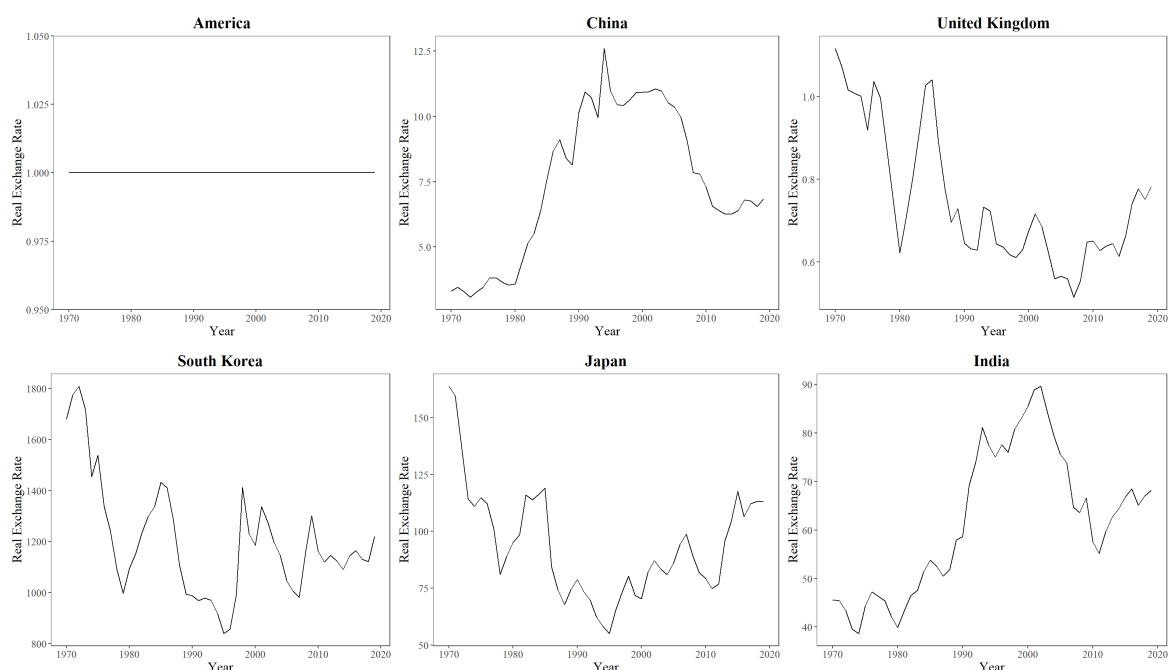 America
Real Exchange Rate
1.050
1.025
1.000
0.975
0.950
1970 1980 1990 2000 2010 2020
Year
China
Real Exchange Rate
12.5
10.0
7.5
5.0
1970 1980 1990 2000 2010 2020
Year
United Kingdom
Real Exchange Rate
1.0
0.8
0.6
1970 1980 1990 2000 2010 2020
Year
South Korea
Real Exchange Rate
1800
1600
1400
1200
1000
800
1970 1980 1990 2000 2010 2020
Year
Japan
Real Exchange Rate
150
125
100
75
50
1970 1980 1990 2000 2010 2020
Year
India
Real Exchange Rate
90
80
70
60
50
40
1970 1980 1990 2000 2010 2020
Year